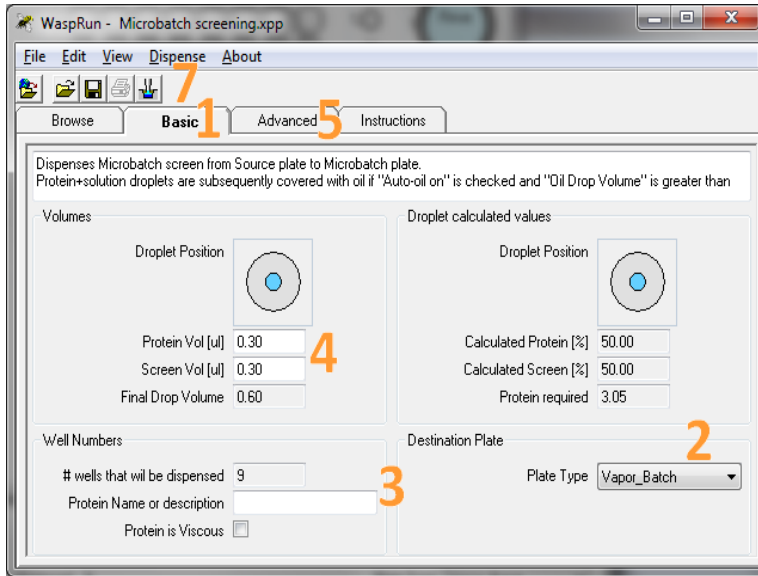 WaspRun - Microbatch screening.xpp
File Edit View Dispense About
7
Browse Basic 1 Advanced 5 Instructions
Dispenses Microbatch screen from Source plate to Microbatch plate.
Protein+solution droplets are subsequently covered with oil if "Auto-oil on" is checked and "Oil Drop Volume" is greater than
Volumes
Droplet Position
Protein Vol [ul] 0.30
Screen Vol [ul] 0.30
4
Final Drop Volume 0.60
Droplet calculated values
Droplet Position
Calculated Protein [%] 50.00
Calculated Screen [%] 50.00
Protein required 3.05
Well Numbers
# wells that wil be dispensed 9
Protein Name or description
3
Protein is Viscous
Destination Plate
2
Plate Type Vapor_Batch